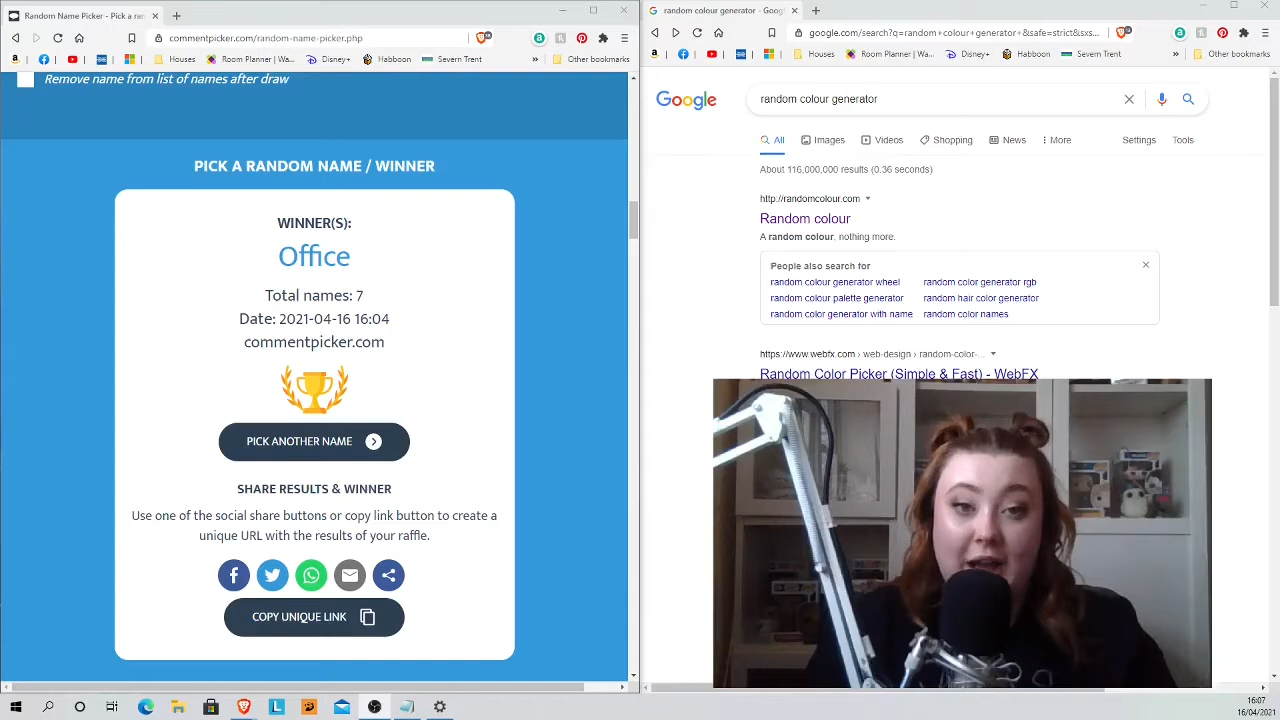 Random Name Picker - Pick a ran
commentpicker.com/random-name-picker.php
Houses
Room Planner | Wa...
Disney+
Habboon
Severn Trent
Other bookmarks
Remove name from list of names after draw
PICK A RANDOM NAME / WINNER
WINNER(S):
Office
Total names: 7
Date: 2021-04-16 16:04
commentpicker.com
PICK ANOTHER NAME
SHARE RESULTS & WINNER
Use one of the social share buttons or copy link button to create a
unique URL with the results of your raffle.
COPY UNIQUE LINK
random colour generator - Googl
google.com/search?q=random+colour+generator+&safe=strict&sxs...
Houses
Room Planner | Wa...
Disney+
Habboon
Severn Trent
Other bookmarks
Google
random colour generator
All
Images
Videos
Shopping
News
More
Settings
Tools
About 116,000,000 results (0.36 seconds)
http://randomcolour.com
Random colour
A random colour, nothing more.
People also search for
random colour generator wheel
random color generator rgb
random colour palette generator
random hair color generator
random color generator with name
random color names
https://www.webfx.com › web-design › random-color-...
Random Color Picker (Simple & Fast) - WebFX
16:07
16/04/2021